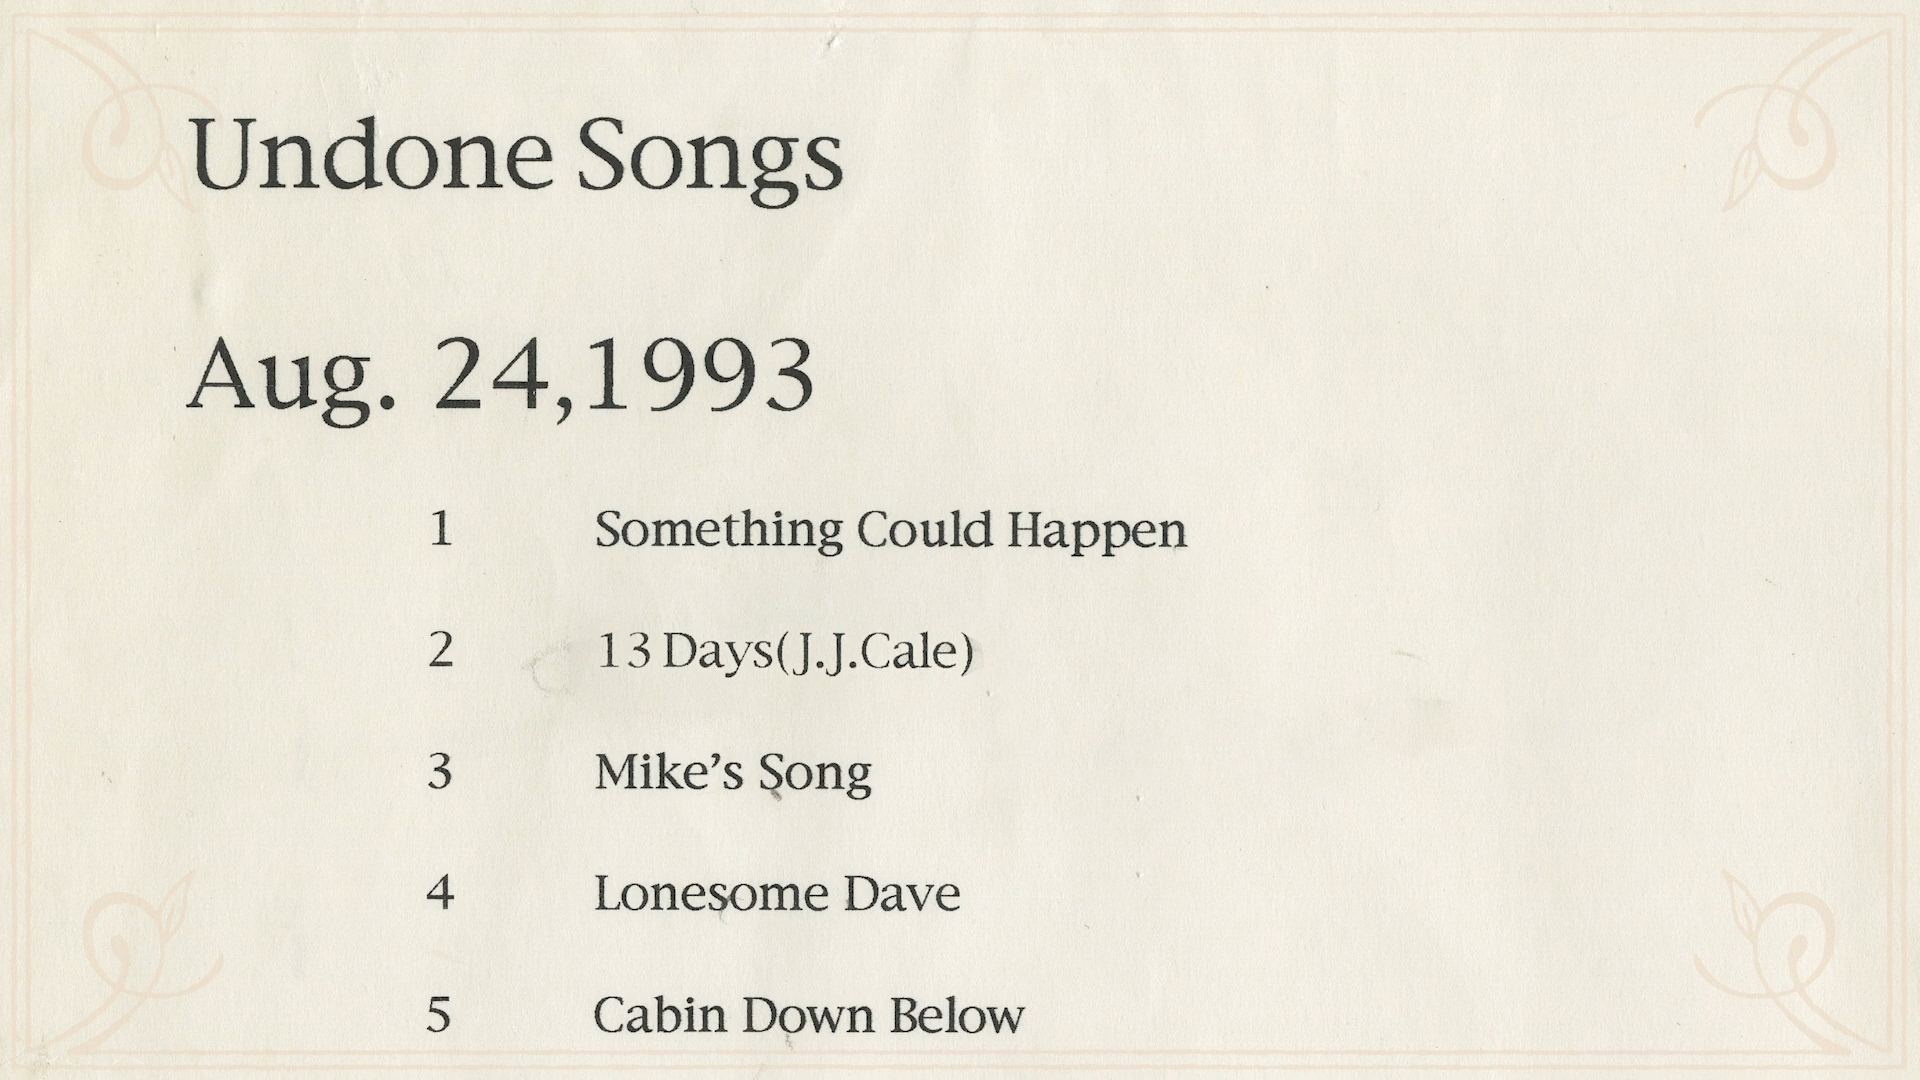 Undone Songs
Aug. 24,1993
1 Something Could Happen
2 13 Days(J.J.Cale)
3 Mike’s Song
4 Lonesome Dave
5 Cabin Down Below